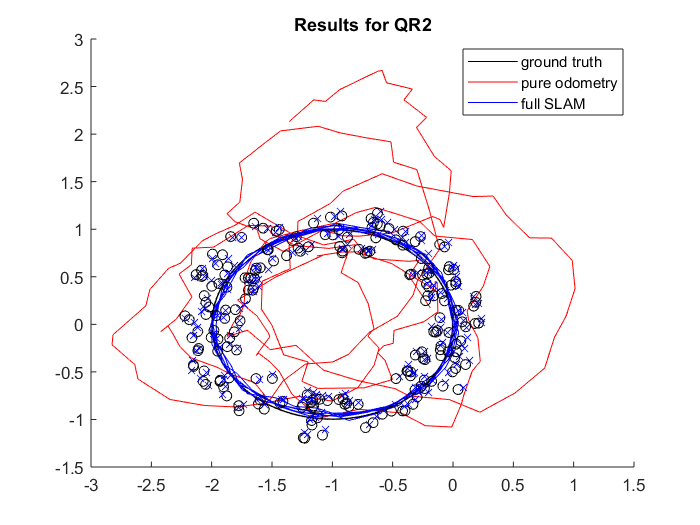 Results for QR2
ground truth
pure odometry
full SLAM
3
2.5
2
1.5
1
0.5
0
-0.5
-1
-1.5
-3 -2.5 -2 -1.5 -1 -0.5 0 0.5 1 1.5